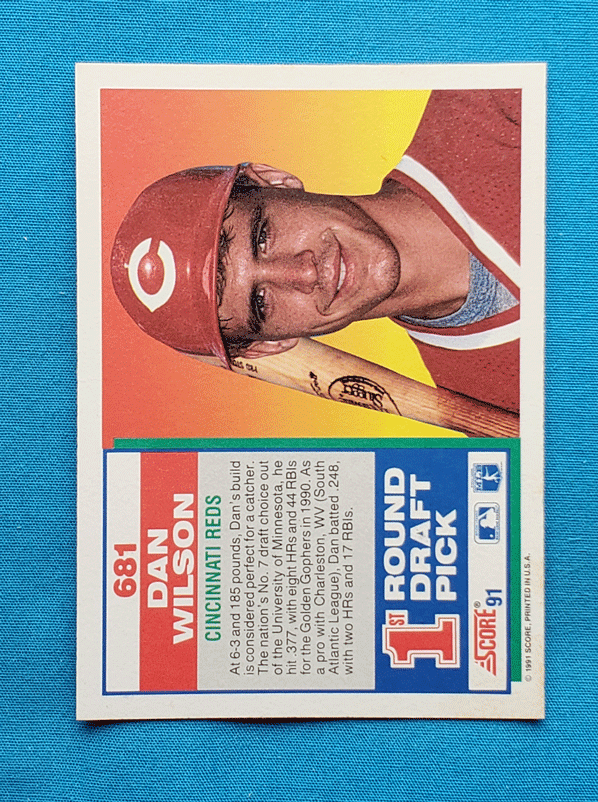 681
DAN
WILSON
CINCINNATI REDS
At 6-3 and 185 pounds, Dan's build
is considered perfect for a catcher.
The nation's No. 7 draft choice out
of the University of Minnesota, he
hit .377, with eight HRs and 44 RBIs
for the Golden Gophers in 1990. As
a pro with Charleston, WV (South
Atlantic League), Dan batted .248,
with two HRs and 17 RBIs.
1ST ROUND
DRAFT
PICK
SCORE® 91
© 1991 SCORE, PRINTED IN U.S.A.
C
Slugger